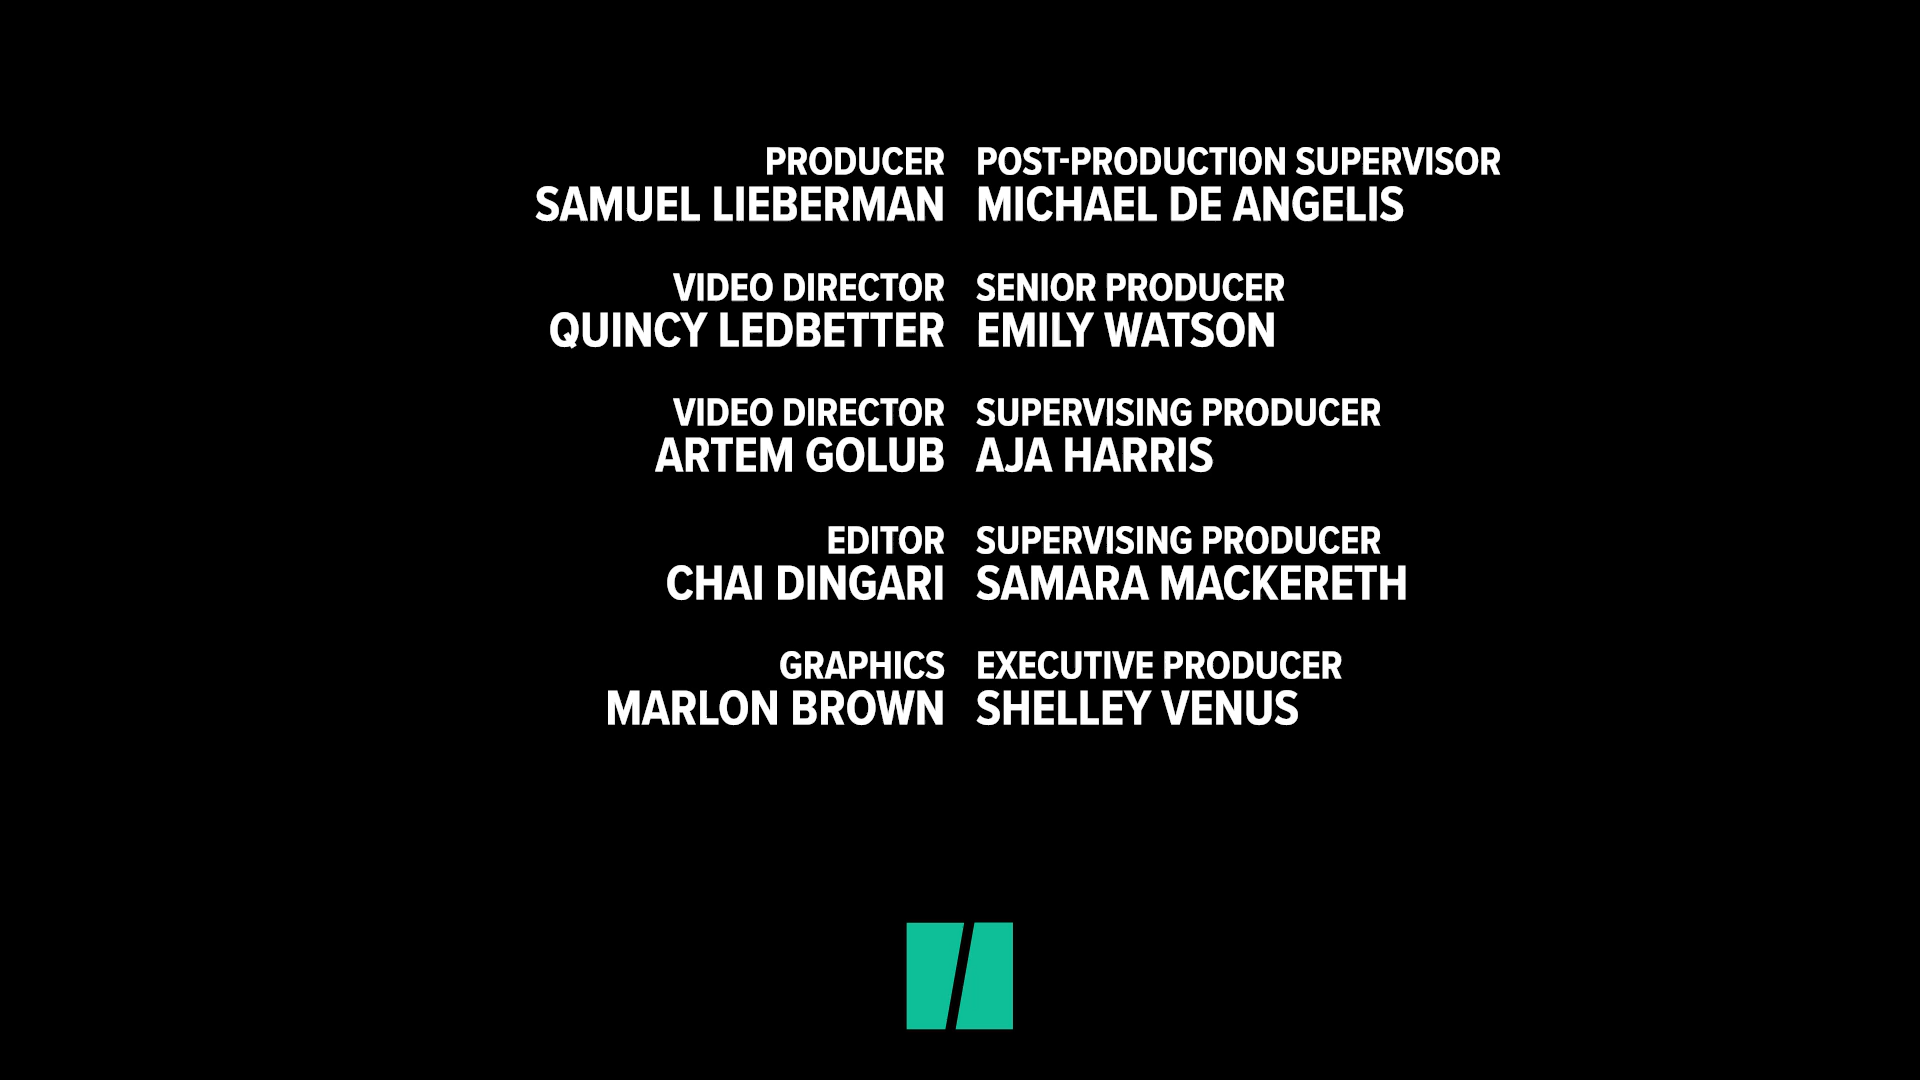 PRODUCER
SAMUEL LIEBERMAN
VIDEO DIRECTOR
QUINCY LEDBETTER
VIDEO DIRECTOR
ARTEM GOLUB
EDITOR
CHAI DINGARI
GRAPHICS
MARLON BROWN
POST-PRODUCTION SUPERVISOR
MICHAEL DE ANGELIS
SENIOR PRODUCER
EMILY WATSON
SUPERVISING PRODUCER
AJA HARRIS
SUPERVISING PRODUCER
SAMARA MACKERETH
EXECUTIVE PRODUCER
SHELLEY VENUS